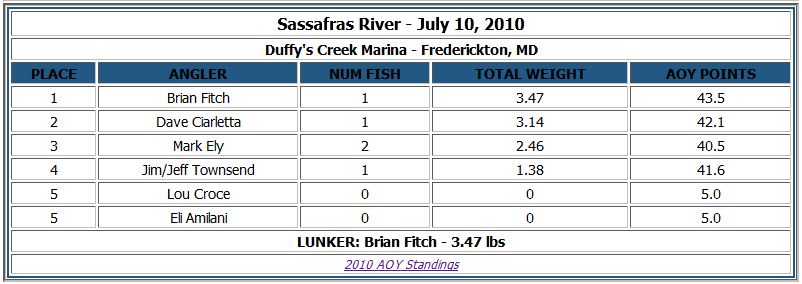 Sassafras River - July 10, 2010
Duffy's Creek Marina - Frederickton, MD
PLACE ANGLER NUM FISH TOTAL WEIGHT AOY POINTS
1 Brian Fitch 1 3.47 43.5
2 Dave Ciarletta 1 3.14 42.1
3 Mark Ely 2 2.46 40.5
4 Jim/Jeff Townsend 1 1.38 41.6
5 Lou Croce 0 0 5.0
5 Eli Amilani 0 0 5.0
LUNKER: Brian Fitch - 3.47 lbs
2010 AOY Standings